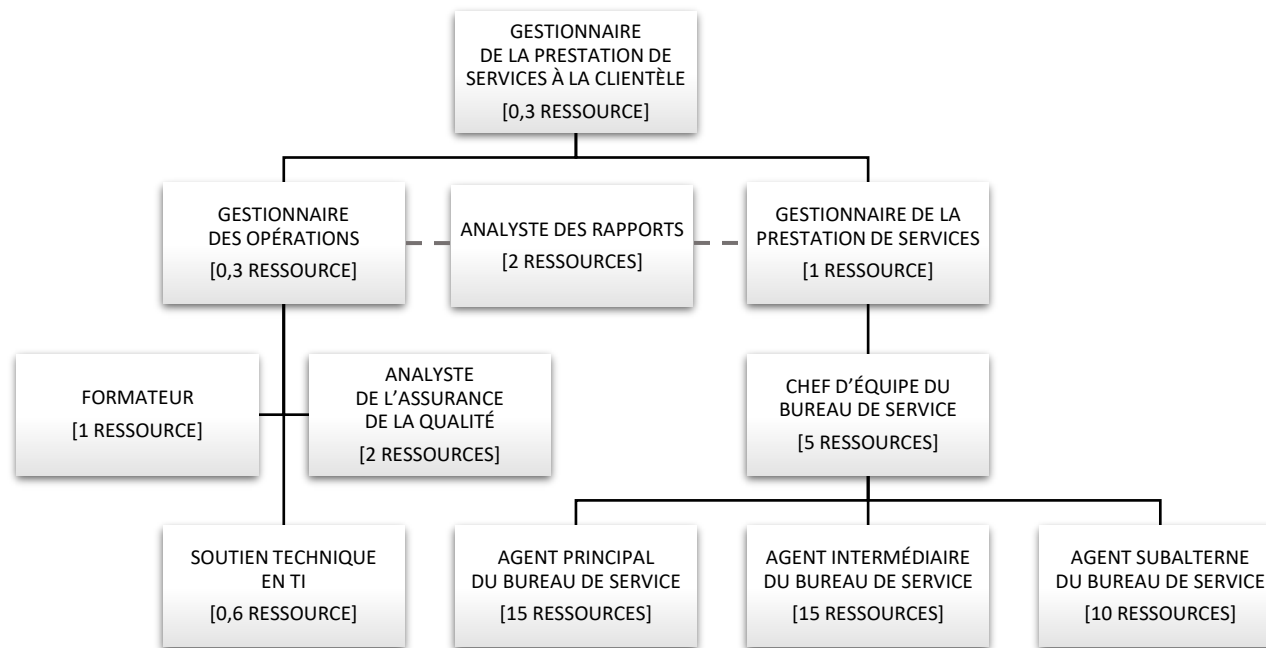 GESTIONNAIRE
DE LA PRESTATION DE
SERVICES À LA CLIENTÈLE
[0,3 RESSOURCE]
GESTIONNAIRE
DES OPÉRATIONS
[0,3 RESSOURCE]
ANALYSTE DES RAPPORTS
[2 RESSOURCES]
GESTIONNAIRE DE LA
PRESTATION DE SERVICES
[1 RESSOURCE]
FORMATEUR
[1 RESSOURCE]
ANALYSTE
DE L’ASSURANCE
DE LA QUALITÉ
[2 RESSOURCES]
CHEF D’ÉQUIPE DU
BUREAU DE SERVICE
[5 RESSOURCES]
SOUTIEN TECHNIQUE
EN TI
[0,6 RESSOURCE]
AGENT PRINCIPAL
DU BUREAU DE SERVICE
[15 RESSOURCES]
AGENT INTERMÉDIAIRE
DU BUREAU DE SERVICE
[15 RESSOURCES]
AGENT SUBALTERNE
DU BUREAU DE SERVICE
[10 RESSOURCES]